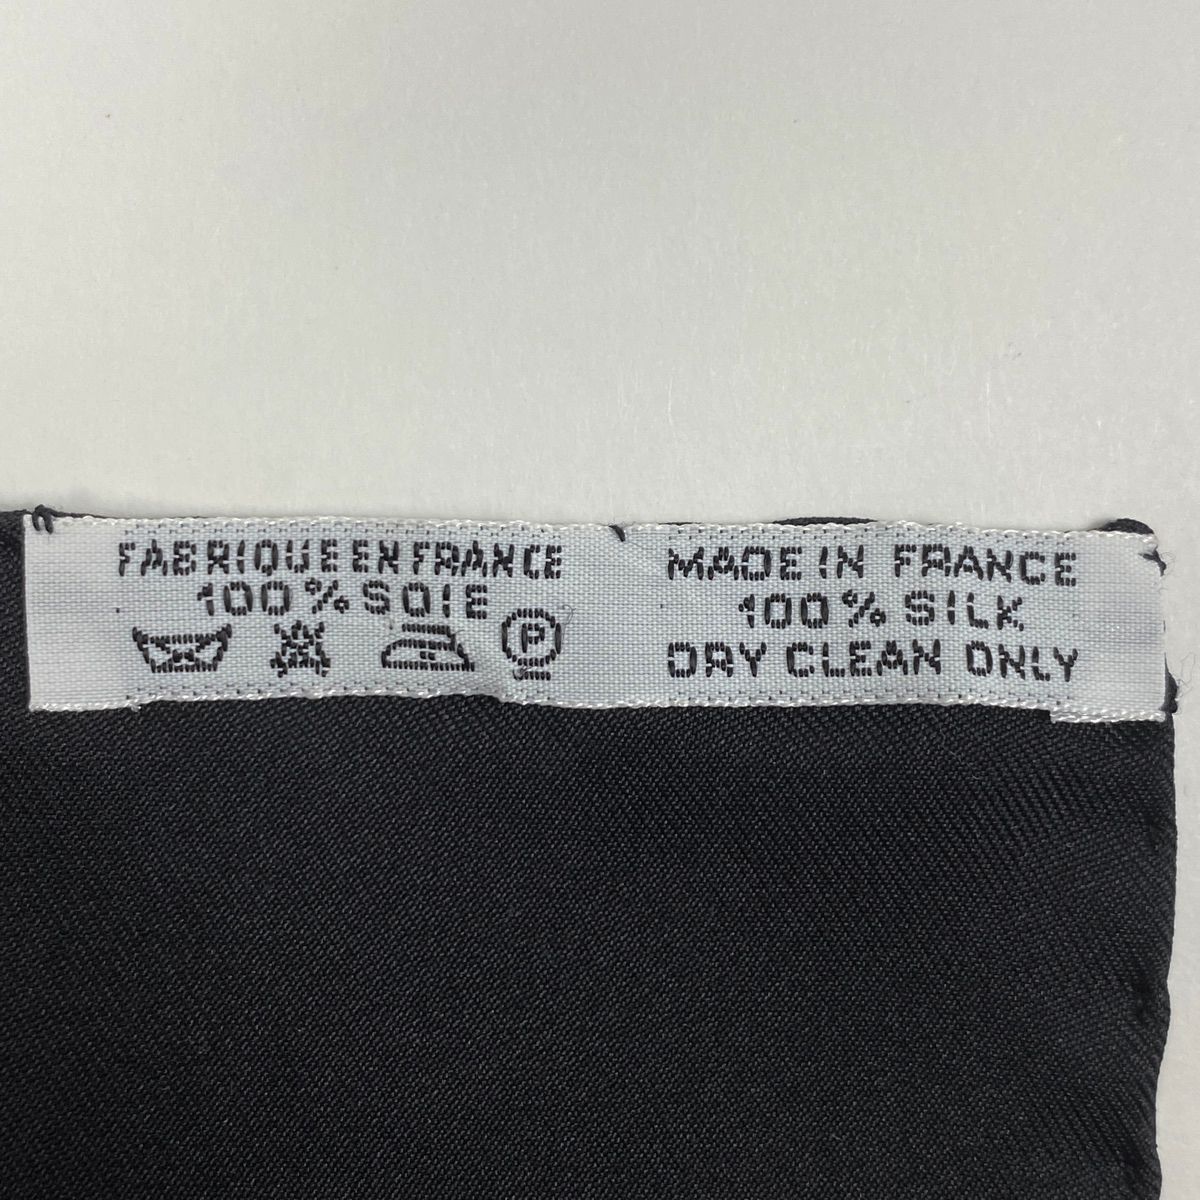 FABRIQUE EN FRANCE
100% SOIE
P
MADE IN FRANCE
100% SILK
DRY CLEAN ONLY